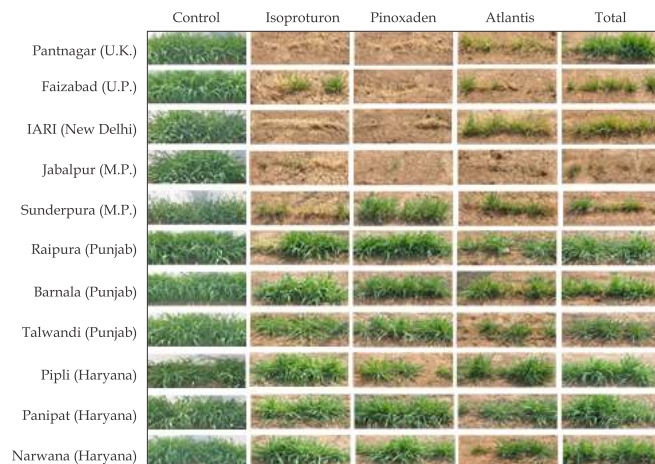 Control Isoproturon Pinoxaden Atlantis Total
Pantnagar (U.K.)
Faizabad (U.P.)
IARI (New Delhi)
Jabalpur (M.P.)
Sunderpura (M.P.)
Raipura (Punjab)
Barnala (Punjab)
Talwandi (Punjab)
Pipli (Haryana)
Panipat (Haryana)
Narwana (Haryana)